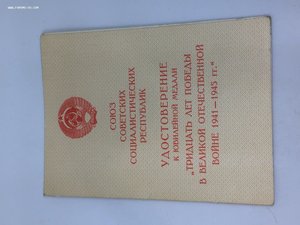 СОЮЗ
СОВЕТСКИХ
СОЦИАЛИСТИЧЕСКИХ
РЕСПУБЛИК
УДОСТОВЕРЕНИЕ
К ЮБИЛЕЙНОЙ МЕДАЛИ
„ТРИДЦАТЬ ЛЕТ ПОБЕДЫ
В ВЕЛИКОЙ ОТЕЧЕСТВЕННОЙ
ВОЙНЕ 1941—1945 гг.“